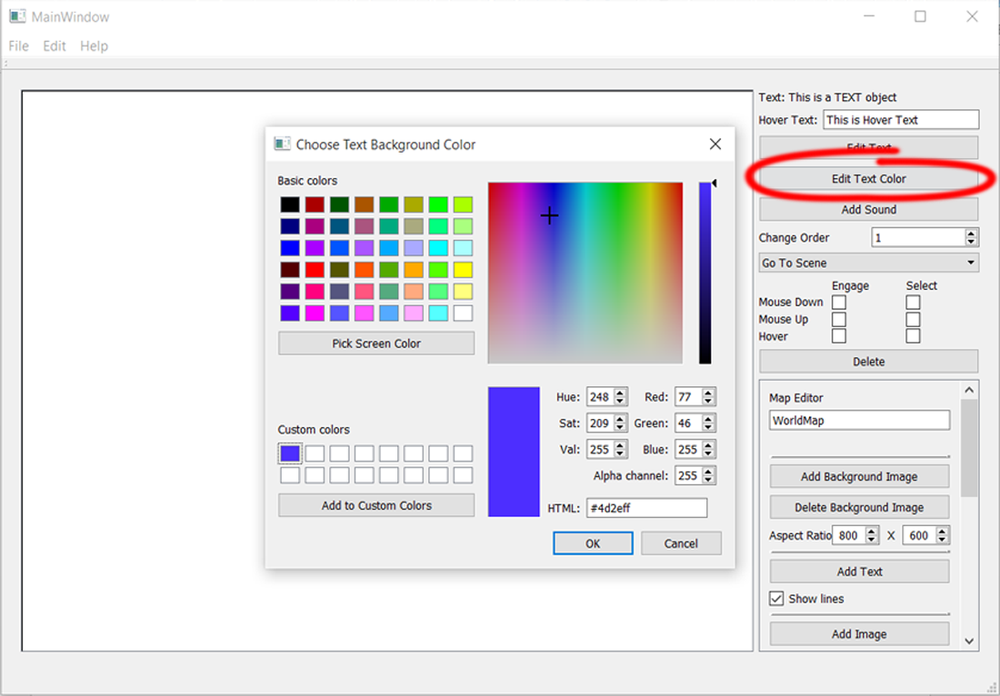 MainWindow
File Edit Help
Text: This is a TEXT object
Hover Text: This is Hover Text
Edit Text
Edit Text Color
Add Sound
Change Order 1
Go To Scene
Engage Select
Mouse Down
Mouse Up
Hover
Delete
Map Editor
WorldMap
Add Background Image
Delete Background Image
Aspect Ratio 800 X 600
Add Text
Show lines
Add Image
Choose Text Background Color
Basic colors
Pick Screen Color
Custom colors
Add to Custom Colors
Hue: 248 Red: 77
Sat: 209 Green: 46
Val: 255 Blue: 255
Alpha channel: 255
HTML: #4d2eff
OK Cancel